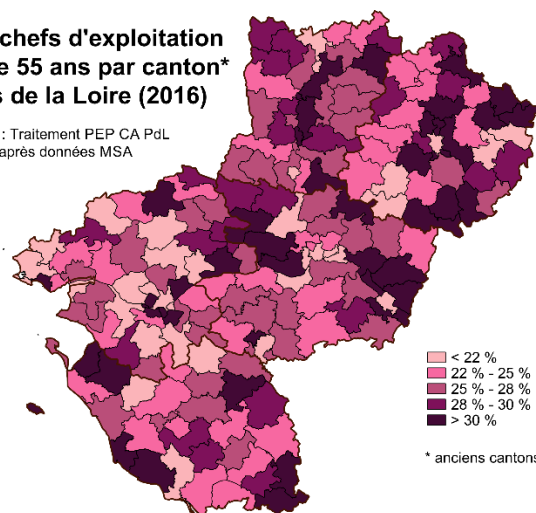 chefs d'exploitation
e 55 ans par canton*
s de la Loire (2016)
: Traitement PEP CA PdL
après données MSA
< 22 %
22 % - 25 %
25 % - 28 %
28 % - 30 %
> 30 %
* anciens cantons